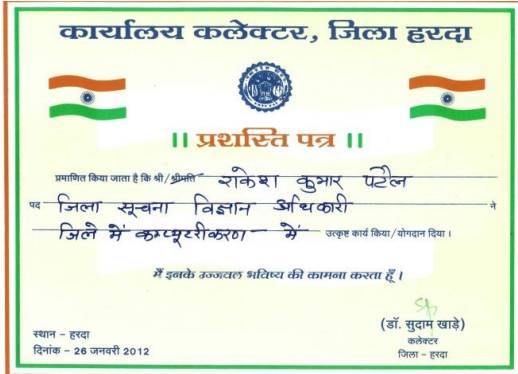 कार्यालय कलेक्टर, जिला हरदा
|| प्रशस्ति पत्र ||
प्रमाणित किया जाता है कि श्री/श्रीमति राकेश कुमार पटेल
पद जिला सूचना विज्ञान अधिकारी ने
जिले में कम्प्यूटरीकरण में उत्कृष्ट कार्य किया/योगदान दिया ।
मैं इनके उज्जवल भविष्य की कामना करता हूँ ।
(डॉ. सुदाम खाड़े)
कलेक्टर
जिला - हरदा
स्थान - हरदा
दिनांक - 26 जनवरी 2012